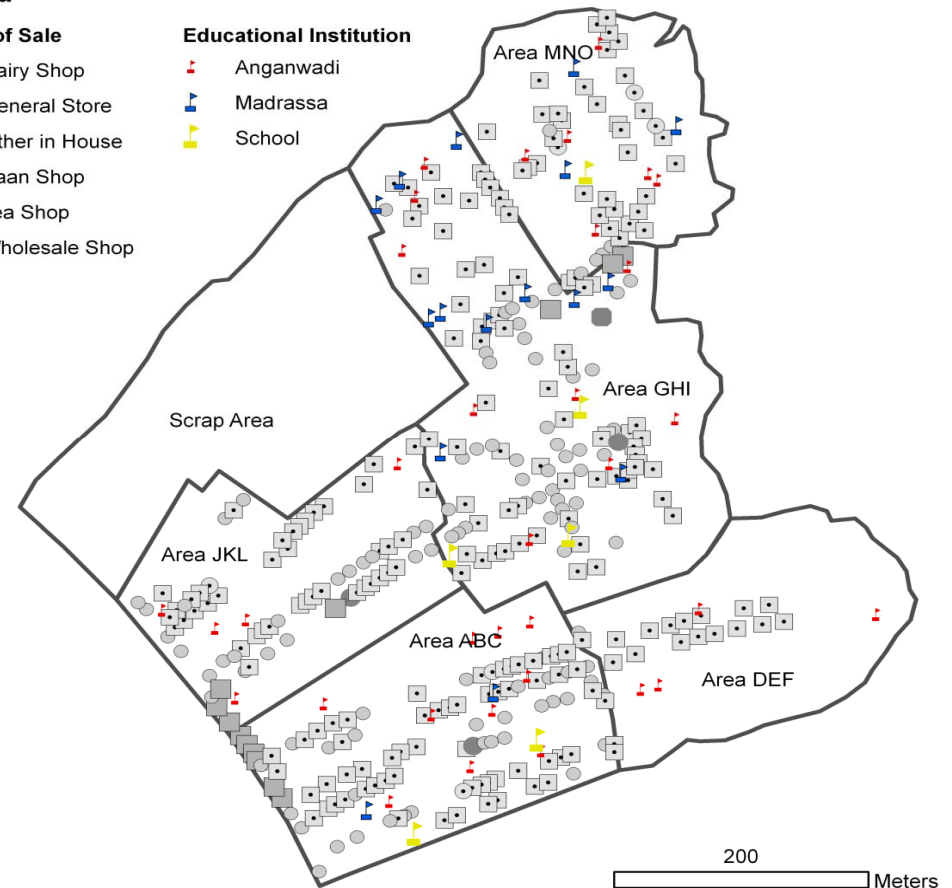 of Sale
Educational Institution
airy Shop
Anganwadi
eneral Store
Madrassa
ther in House
School
aan Shop
ea Shop
holesale Shop
Area MNO
Area GHI
Scrap Area
Area JKL
Area ABC
Area DEF
200
Meters